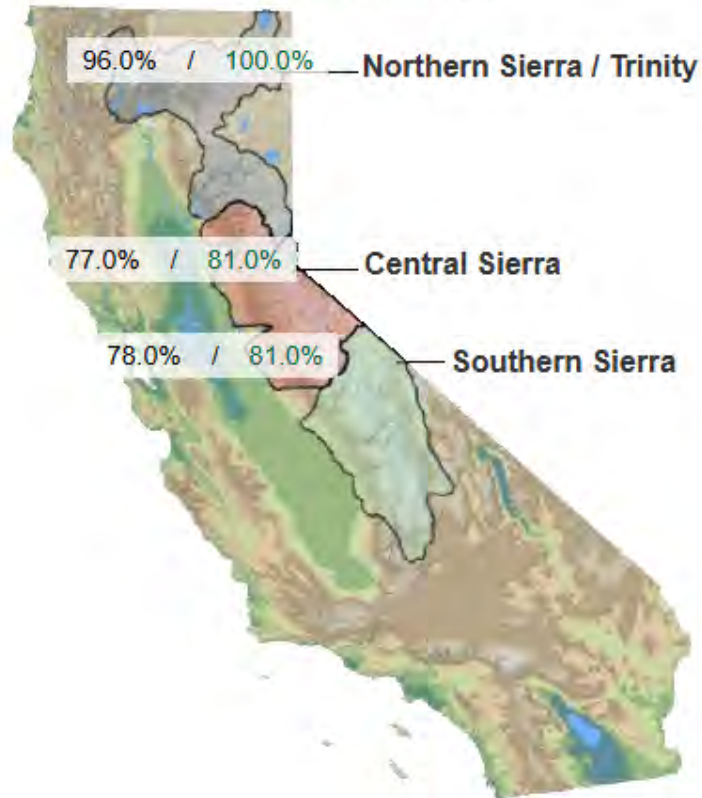 96.0% / 100.0% Northern Sierra / Trinity
77.0% / 81.0% Central Sierra
78.0% / 81.0% Southern Sierra